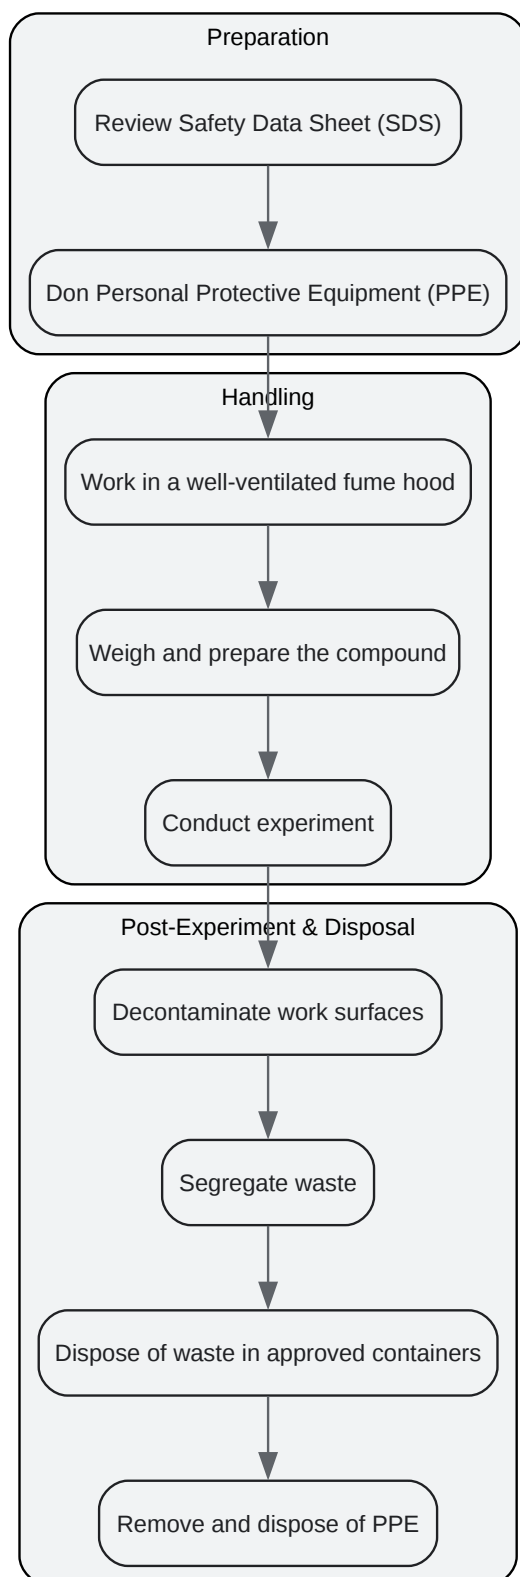 Preparation
Review Safety Data Sheet (SDS)
Don Personal Protective Equipment (PPE)
Handling
Work in a well-ventilated fume hood
Weigh and prepare the compound
Conduct experiment
Post-Experiment & Disposal
Decontaminate work surfaces
Segregate waste
Dispose of waste in approved containers
Remove and dispose of PPE